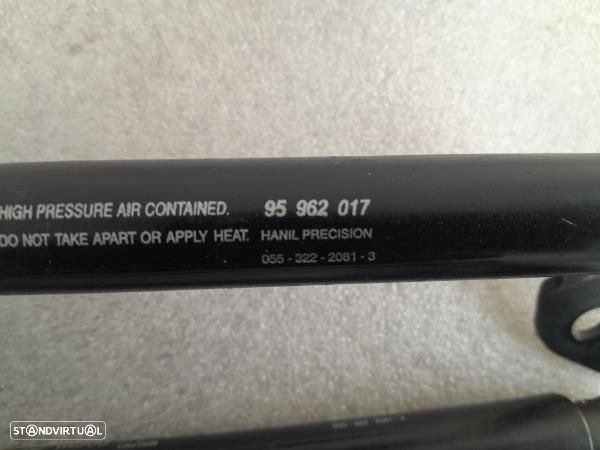 HIGH PRESSURE AIR CONTAINED. 95 962 017
DO NOT TAKE APART OR APPLY HEAT. HANIL PRECISION
055 - 322 - 2081 - 3
CAUTION
STANDVIRTUAL